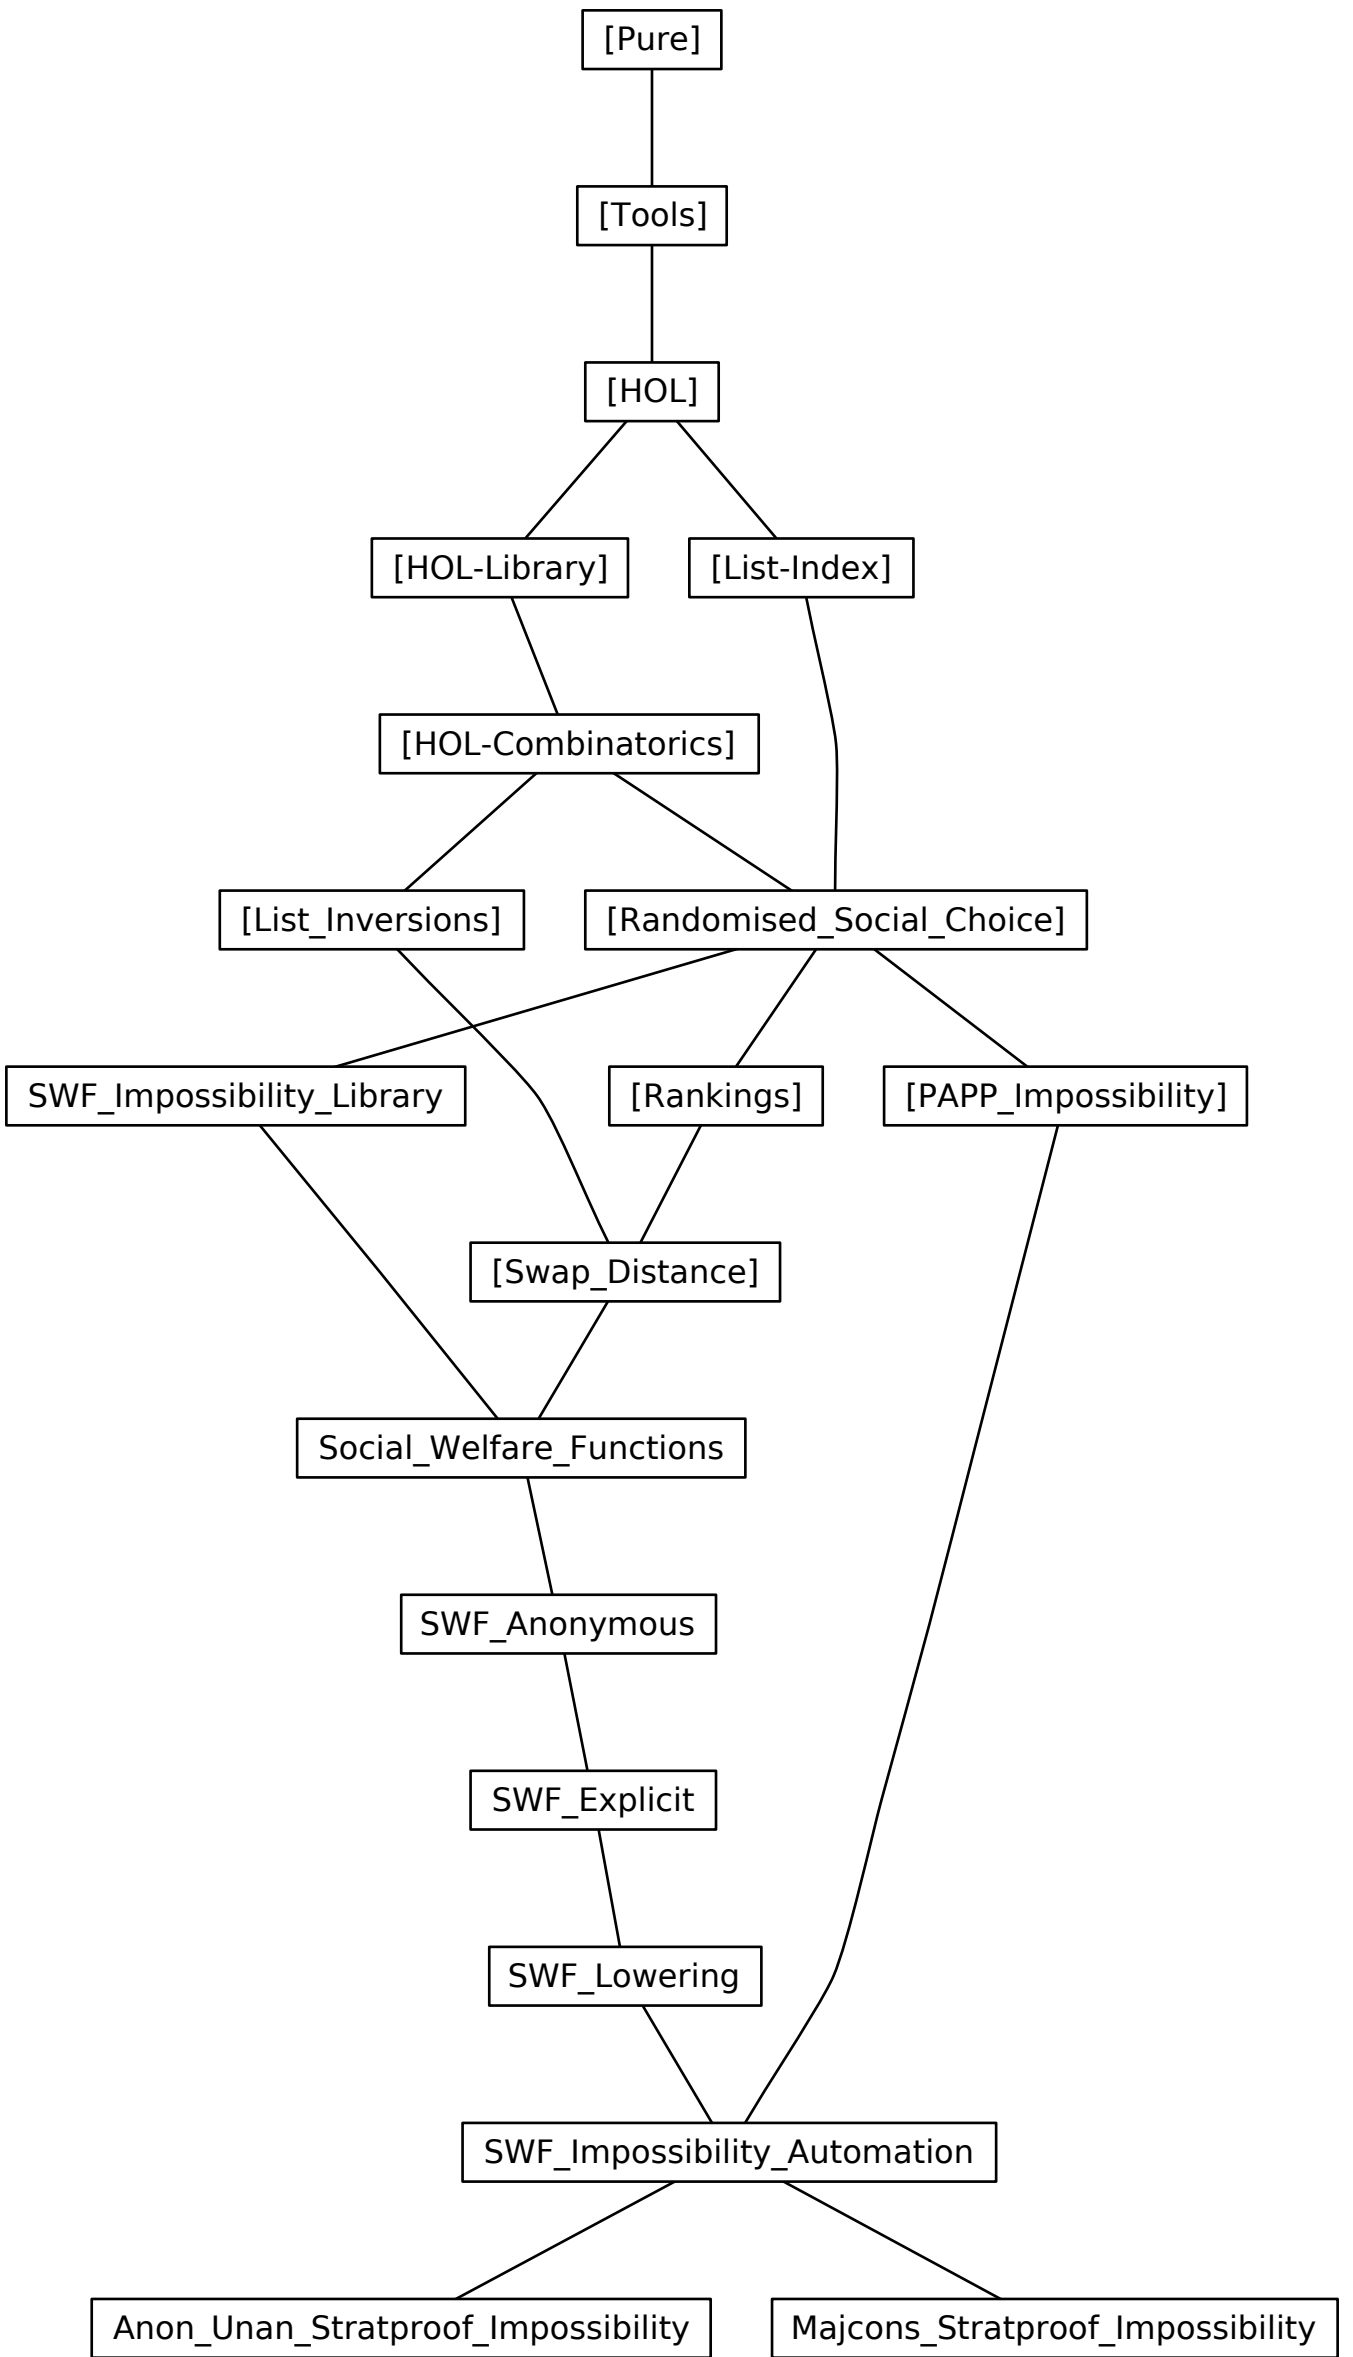 [Pure]
[Tools]
[HOL]
[HOL-Library]
[List-Index]
[HOL-Combinatorics]
[List_Inversions]
[Randomised_Social_Choice]
SWF_Impossibility_Library
[Rankings]
[PAPP_Impossibility]
[Swap_Distance]
Social_Welfare_Functions
SWF_Anonymous
SWF_Explicit
SWF_Lowering
SWF_Impossibility_Automation
Anon_Unan_Stratproof_Impossibility
Majcons_Stratproof_Impossibility